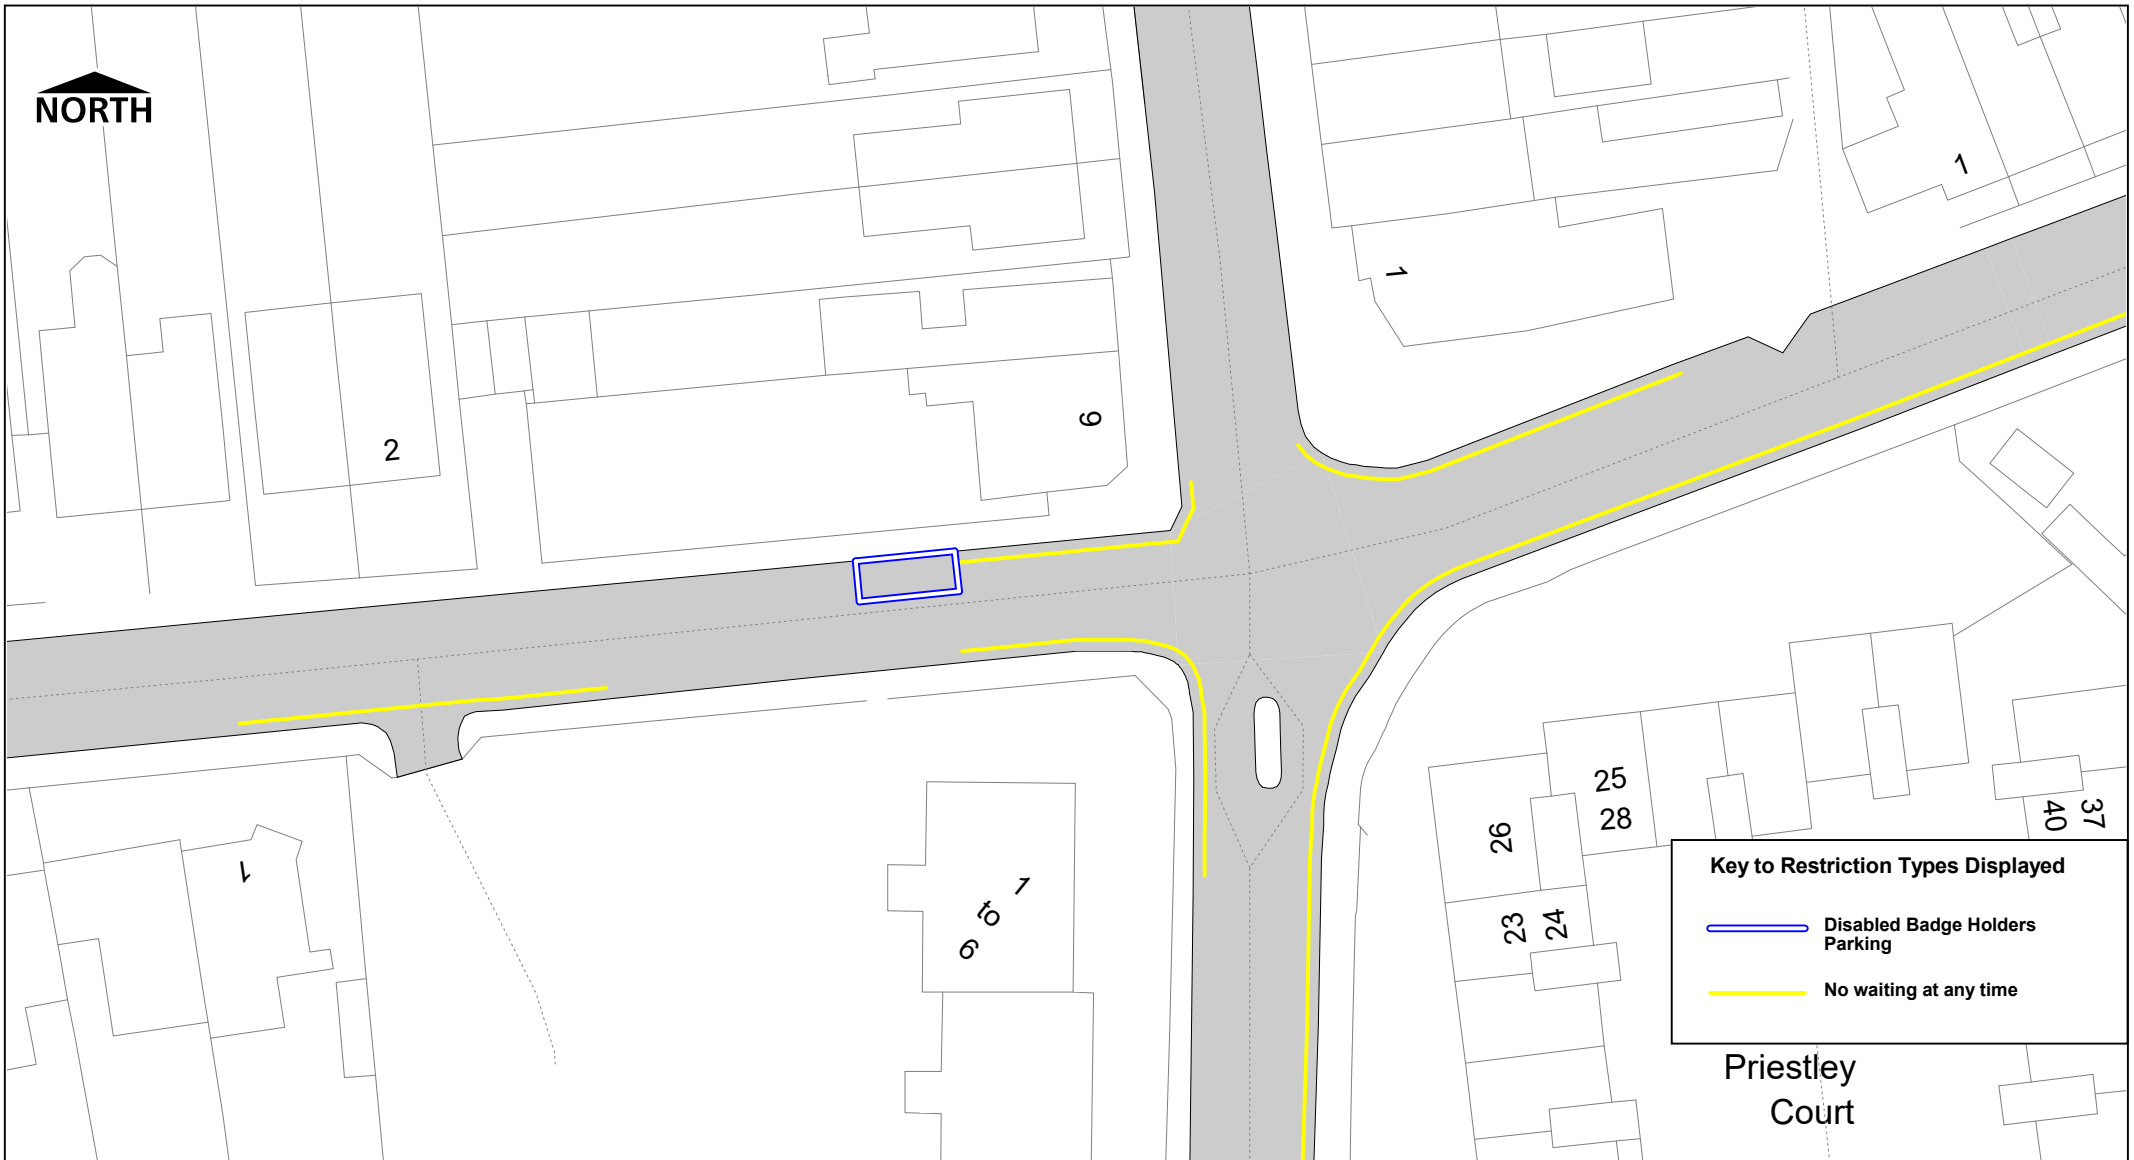 NORTH
1
1
2
9
25
28
26
37
40
1
1
to
6
23
24
Key to Restriction Types Displayed
Disabled Badge Holders
Parking
No waiting at any time
Priestley
Court